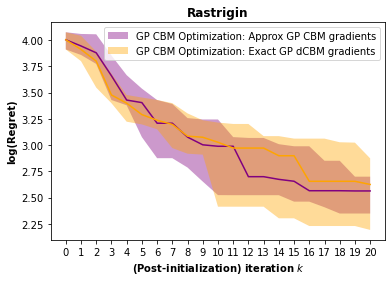 Rastrigin
GP CBM Optimization: Approx GP CBM gradients
GP CBM Optimization: Exact GP dCBM gradients
log(Regret)
4.00
3.75
3.50
3.25
3.00
2.75
2.50
2.25
0 1 2 3 4 5 6 7 8 9 10 11 12 13 14 15 16 17 18 19 20
(Post-initialization) iteration k